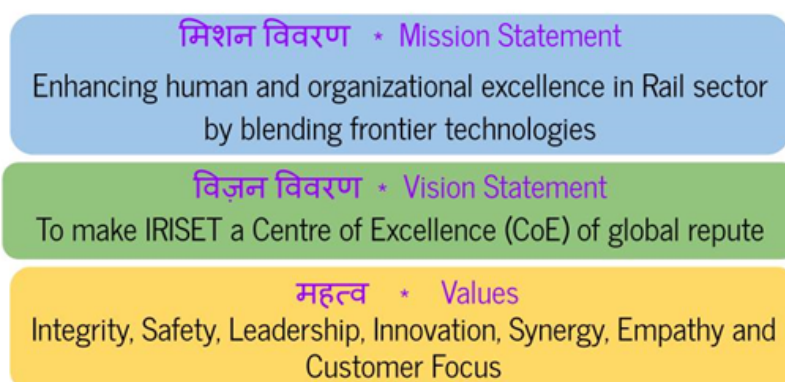 मिशन विवरण * Mission Statement
Enhancing human and organizational excellence in Rail sector
by blending frontier technologies
विज़न विवरण * Vision Statement
To make IRISET a Centre of Excellence (CoE) of global repute
महत्व * Values
Integrity, Safety, Leadership, Innovation, Synergy, Empathy and
Customer Focus